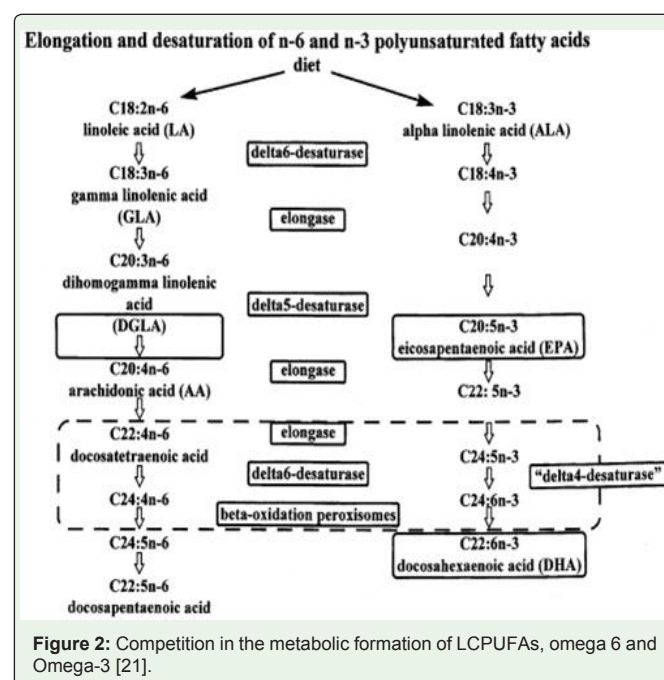 Elongation and desaturation of n-6 and n-3 polyunsaturated fatty acids
diet
C18:2n-6
linoleic acid (LA)
C18:3n-6
gamma linolenic acid
(GLA)
C20:3n-6
dihomogamma linolenic
acid
(DGLA)
C20:4n-6
arachidonic acid (AA)
C22:4n-6
docosatetraenoic acid
C24:4n-6
C24:5n-6
C22:5n-6
docosapentaenoic acid
delta6-desaturase
elongase
delta5-desaturase
elongase
elongase
delta6-desaturase
beta-oxidation peroxisomes
C18:3n-3
alpha linolenic acid (ALA)
C18:4n-3
C20:4n-3
C20:5n-3
eicosapentaenoic acid (EPA)
C22: 5n-3
C24:5n-3
C24:6n-3
C22:6n-3
docosahexaenoic acid (DHA)
"delta4-desaturase"
Figure 2: Competition in the metabolic formation of LCPUFAs, omega 6 and
Omega-3 [21].